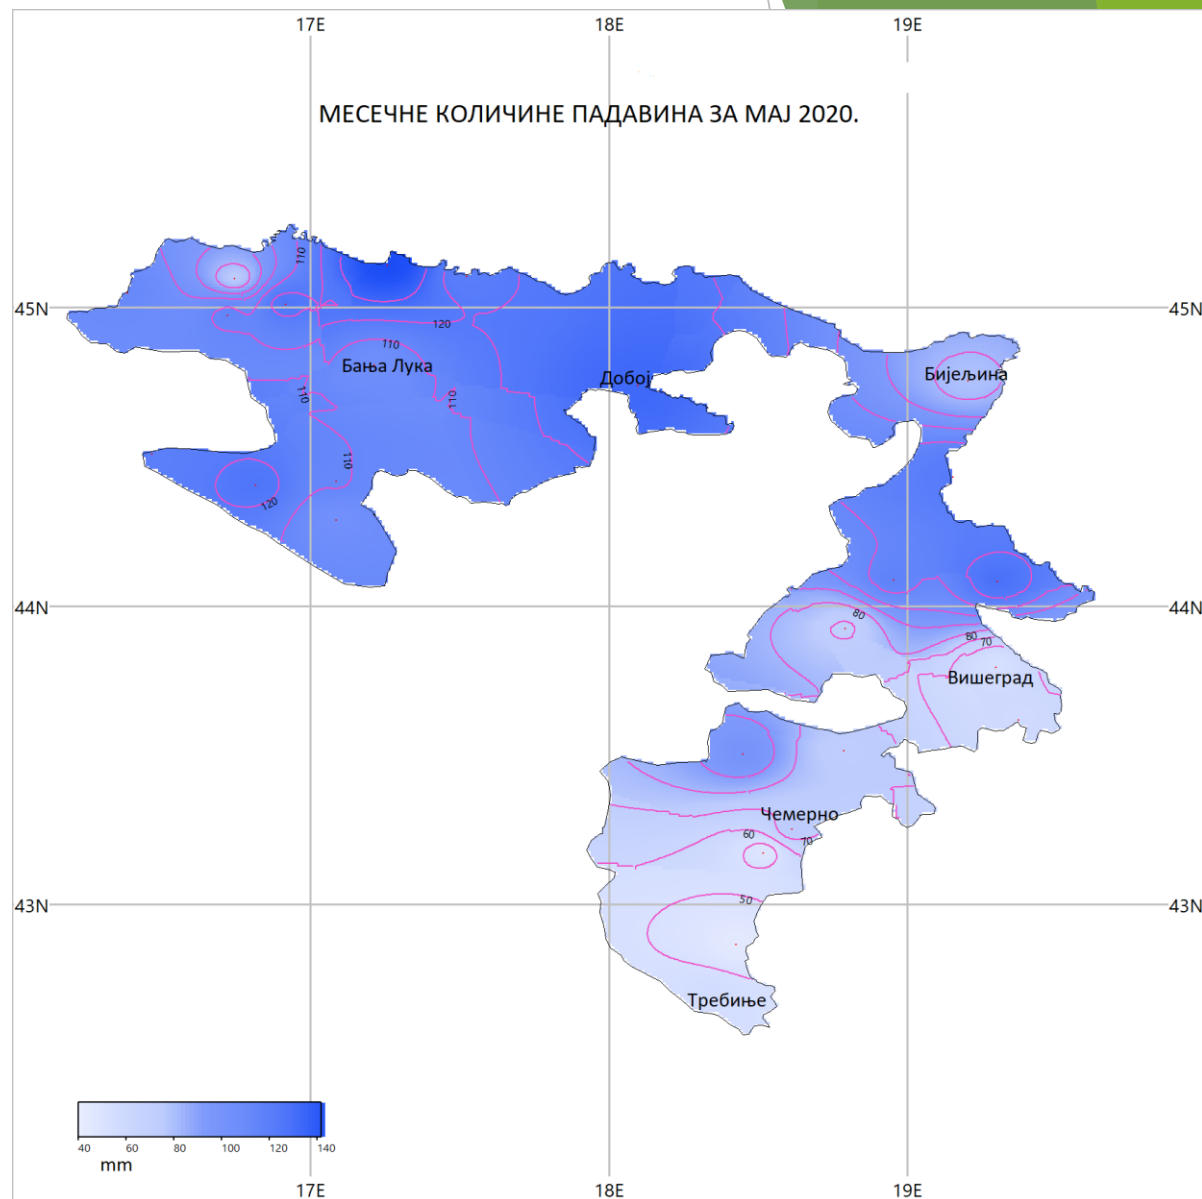 17E 18E 19E
МЕСЕЧНЕ КОЛИЧИНЕ ПАДАВИНА ЗА МАЈ 2020.
110
45N 45N
120
110
Бања Лука
Добој
Бијељина
110
110
110
120
44N 44N
80
80
70
Вишеград
Чемерно
60
70
50
43N 43N
Требиње
40 60 80 100 120 140
mm
17E 18E 19E